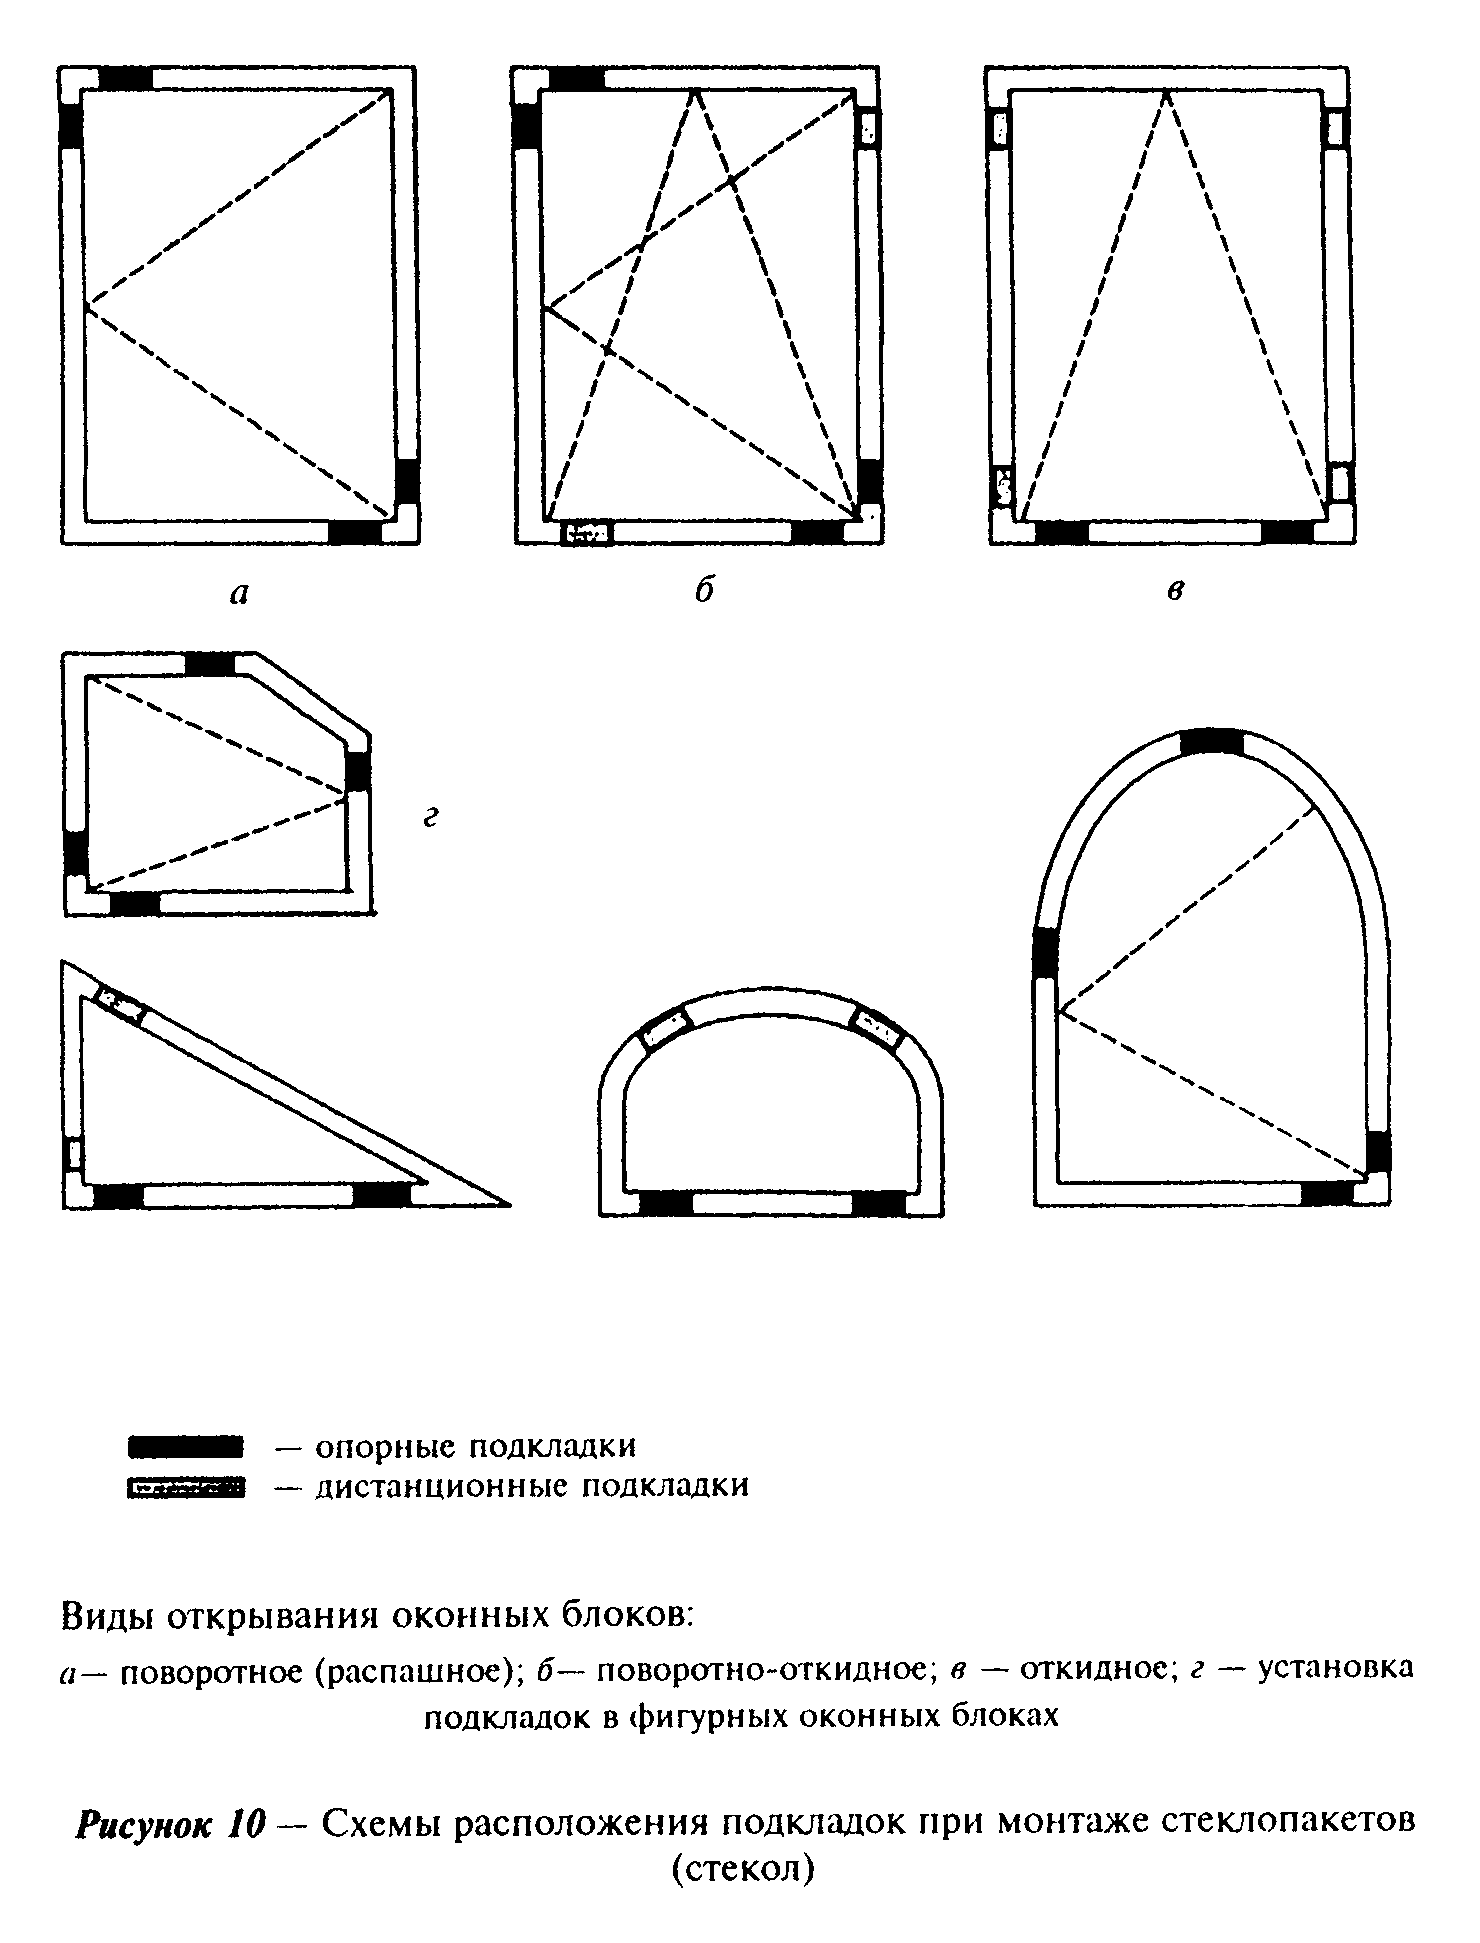 а
б
в
г
— опорные подкладки
— дистанционные подкладки
Виды открывания оконных блоков:
а— поворотное (распашное); б— поворотно-откидное; в — откидное; г — установка
подкладок в фигурных оконных блоках
Рисунок 10 — Схемы расположения подкладок при монтаже стеклопакетов
(стекол)